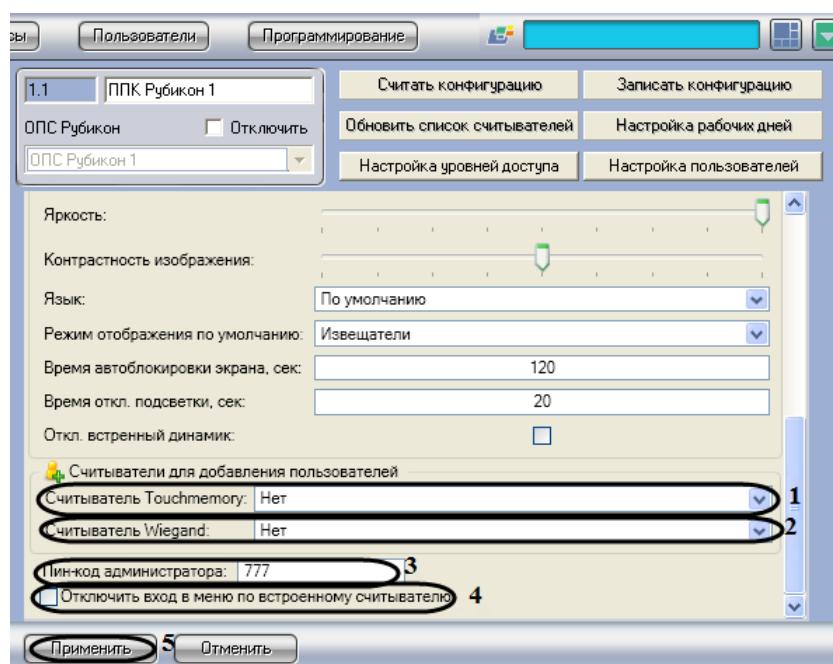 сы Пользователи Программирование
1.1 ППК Рубикон 1 Считать конфигурацию Записать конфигурацию
ОПС Рубикон Отключить Обновить список считывателей Настройка рабочих дней
ОПС Рубикон 1 Настройка уровней доступа Настройка пользователей
Яркость:
Контрастность изображения:
Язык: По умолчанию
Режим отображения по умолчанию: Извещатели
Время автоблокировки экрана, сек: 120
Время откл. подсветки, сек: 20
Откл. встренный динамик:
Считыватели для добавления пользователей
Считыватель Touchmemory: Нет 1
Считыватель Wiegand: Нет 2
Пин-код администратора: 777 3
Отключить вход в меню по встроенному считывателю 4
Применить 5 Отменить